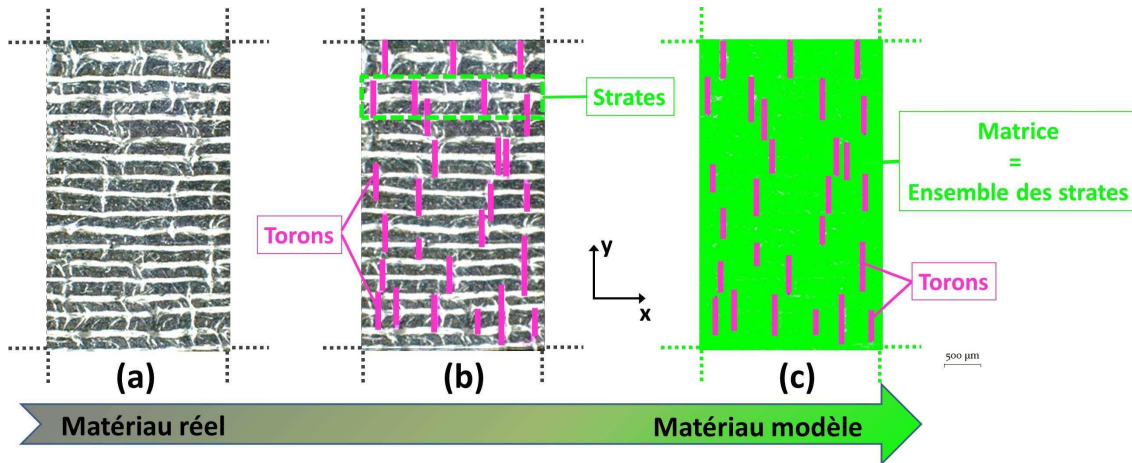 Strates
Matrice
=
Ensemble des strates
Torons
y
x
Torons
500 µm
(a)
(b)
(c)
Matériau réel
Matériau modèle